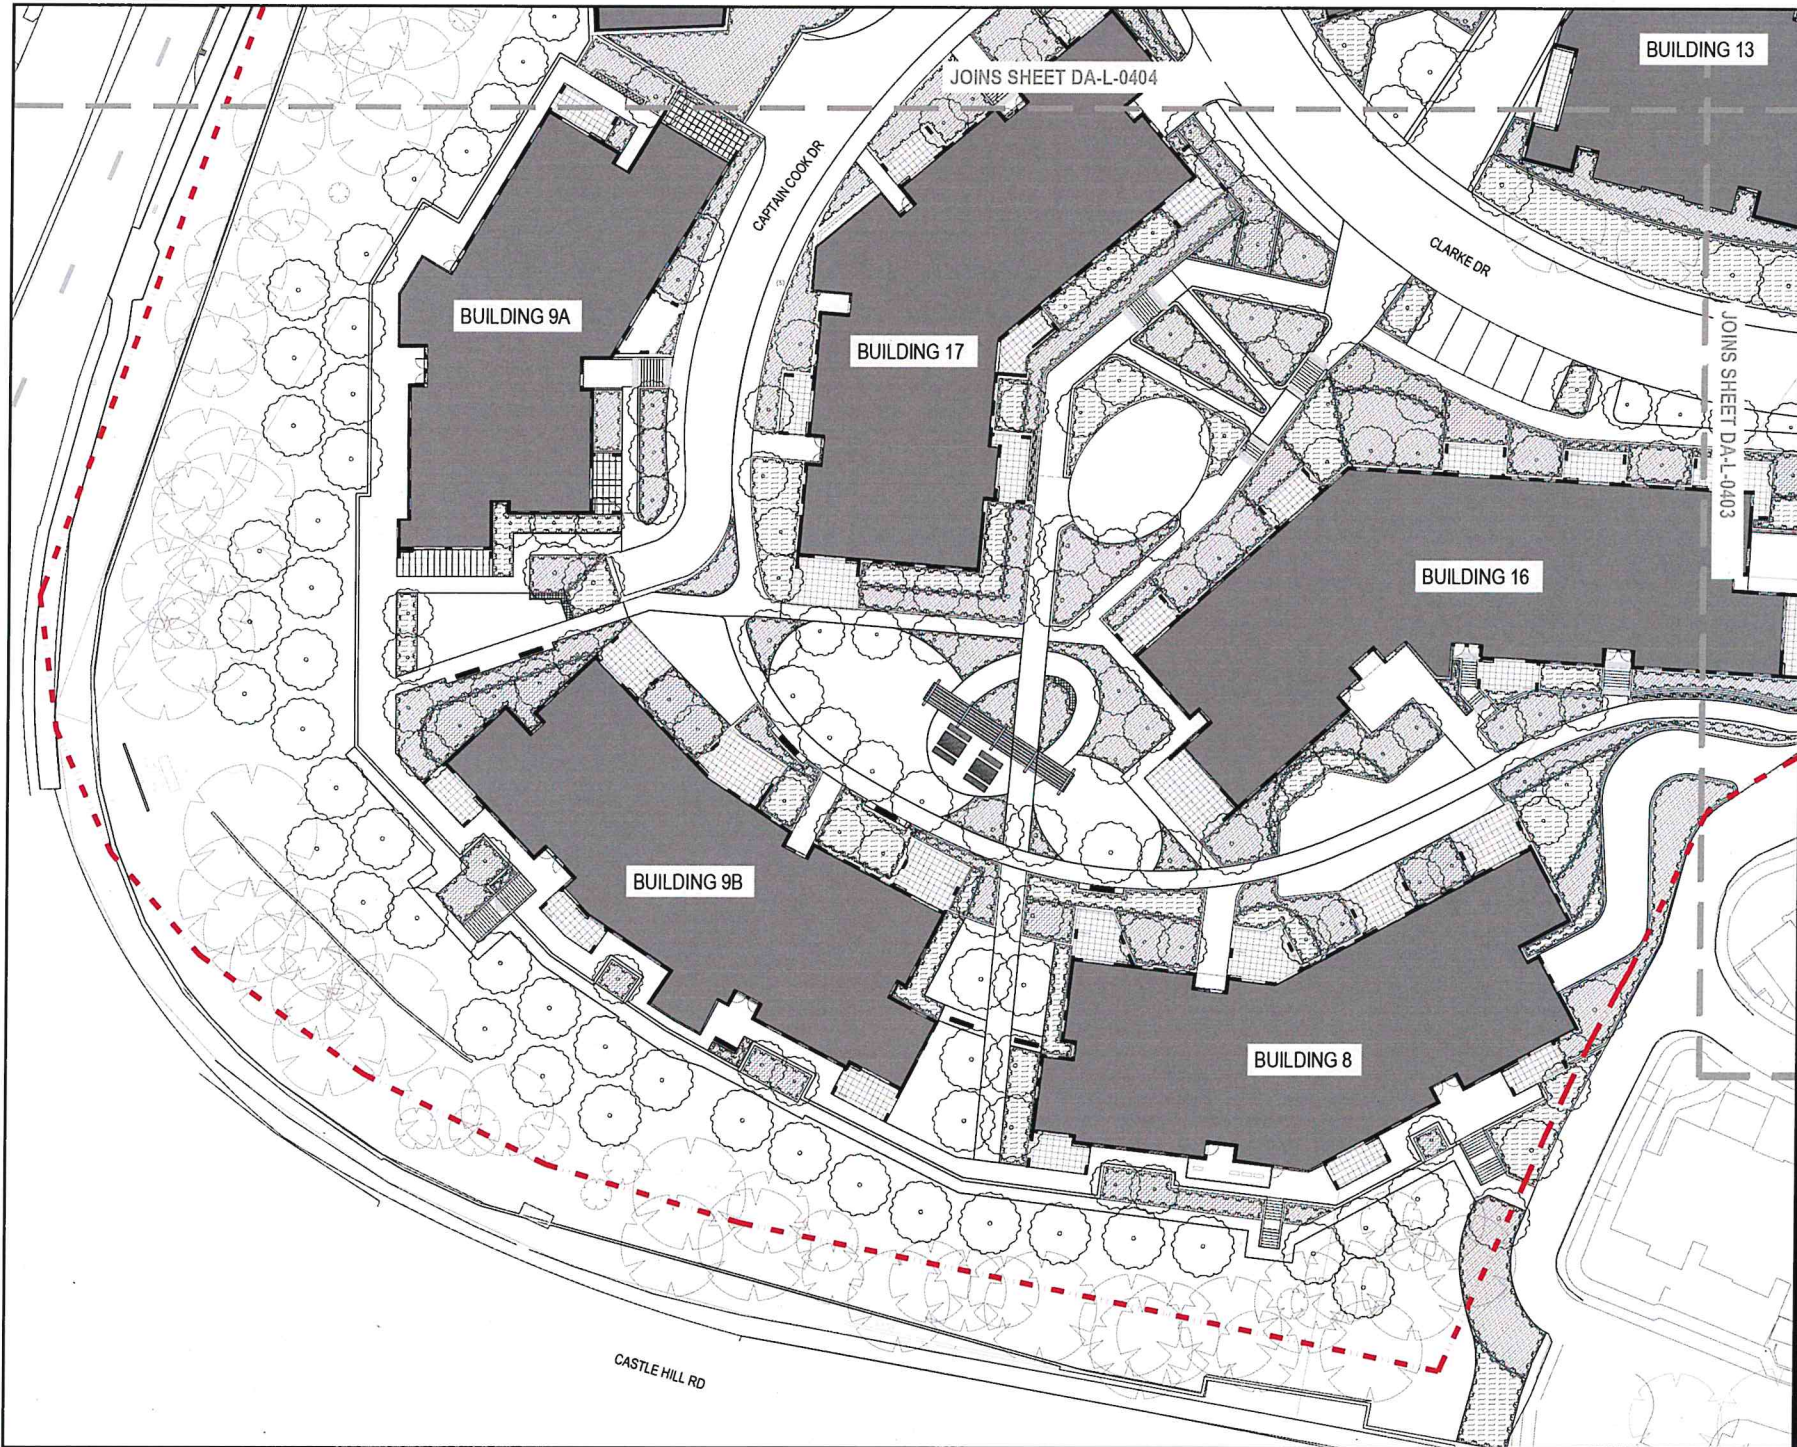 BUILDING 13
JOINS SHEET DA-L-0404
CAPTAIN COOK DR
CLARKE DR
BUILDING 9A
BUILDING 17
JOINS SHEET DA-L-0403
BUILDING 16
BUILDING 9B
BUILDING 8
CASTLE HILL RD